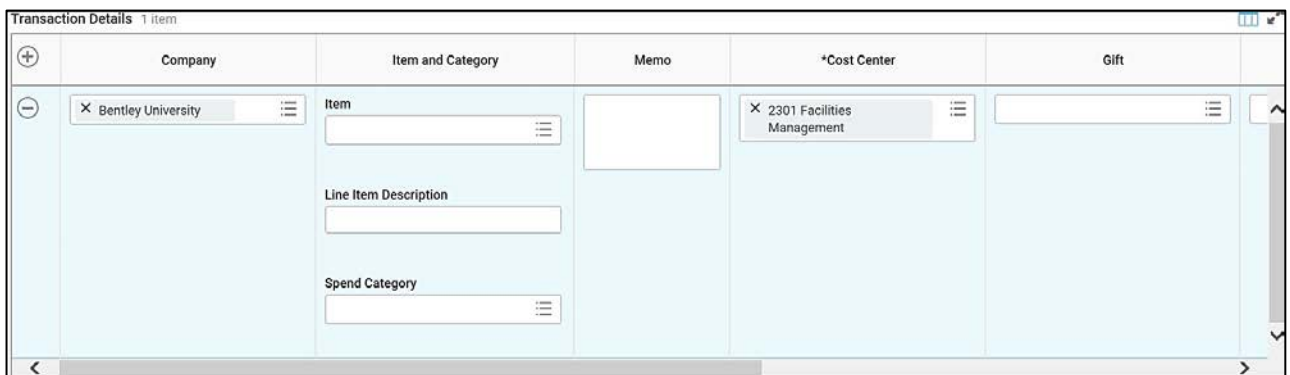 Transaction Details 1 item
Company
Item and Category
Memo
*Cost Center
Gift
Bentley University
Item
2301 Facilities
Management
Line Item Description
Spend Category